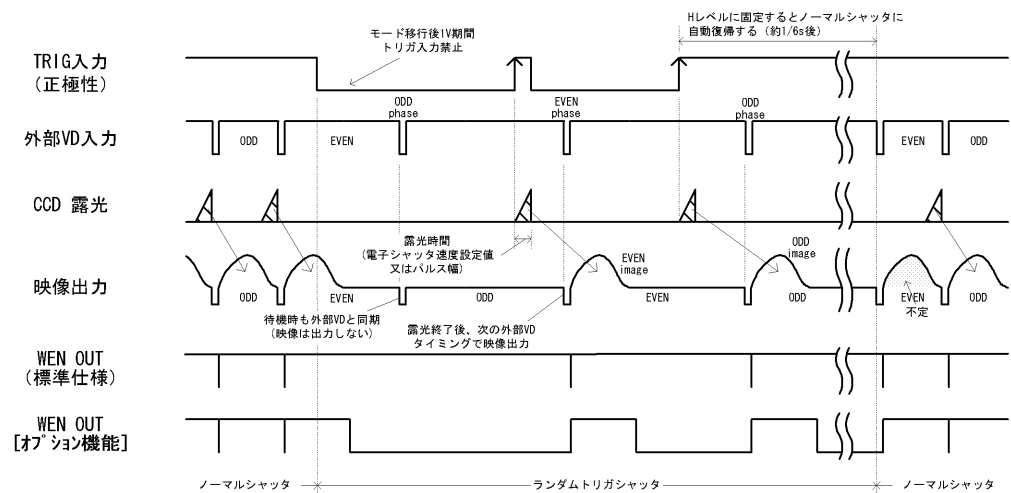 Hレベルに固定するとノーマルシャッタに
自動復帰する（約1/6s後）
モード移行後1V期間
トリガ入力禁止
TRIG入力
（正極性）
ODD
phase
EVEN
phase
ODD
phase
外部VD入力
ODD
EVEN
EVEN
ODD
CCD 露光
露光時間
（電子シャッタ速度設定値
又はパルス幅）
EVEN
image
ODD
image
映像出力
ODD
EVEN
ODD
EVEN
ODD
EVEN
不定
ODD
待機時も外部VDと同期
（映像は出力しない）
露光終了後、次の外部VD
タイミングで映像出力
WEN OUT
（標準仕様）
WEN OUT
[オプション機能]
ノーマルシャッタ
ランダムトリガシャッタ
ノーマルシャッタ